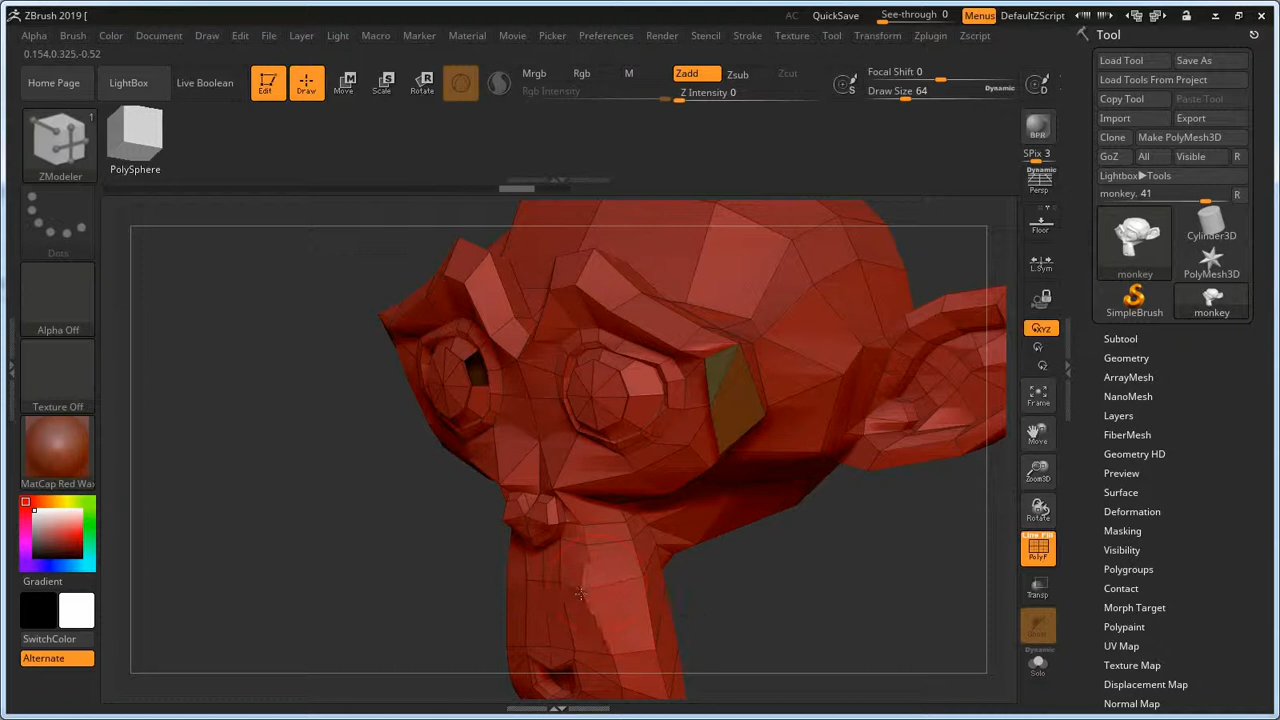 ZBrush 2019 [
AC QuickSave See-through 0 Menus DefaultZScript
Alpha Brush Color Document Draw Edit File Layer Light Macro Marker Material Movie Picker Preferences Render Stencil Stroke Texture Tool Transform Zplugin Zscript
0.154,0.325,-0.52
Home Page LightBox Live Boolean
Edit Draw Move Scale Rotate
Mrgb Rgb M
Rgb Intensity
Zadd Zsub Zcut
Z Intensity 0
S
Focal Shift 0
Draw Size 64 Dynamic
D
1
ZModeler
PolySphere
Dots
Alpha Off
Texture Off
MatCap Red Wax
Gradient
SwitchColor
Alternate
BPR
SPix 3
Dynamic
Persp
Floor
L.Sym
XYZ
Y
Z
Frame
Move
Zoom3D
Rotate
Line Fill
PolyF
Transp
Dynamic
Solo
Tool
Load Tool Save As
Load Tools From Project
Copy Tool Paste Tool
Import Export
Clone Make PolyMesh3D
GoZ All Visible R
Lightbox▶Tools
monkey. 41 R
monkey
Cylinder3D
PolyMesh3D
SimpleBrush
monkey
Subtool
Geometry
ArrayMesh
NanoMesh
Layers
FiberMesh
Geometry HD
Preview
Surface
Deformation
Masking
Visibility
Polygroups
Contact
Morph Target
Polypaint
UV Map
Texture Map
Displacement Map
Normal Map